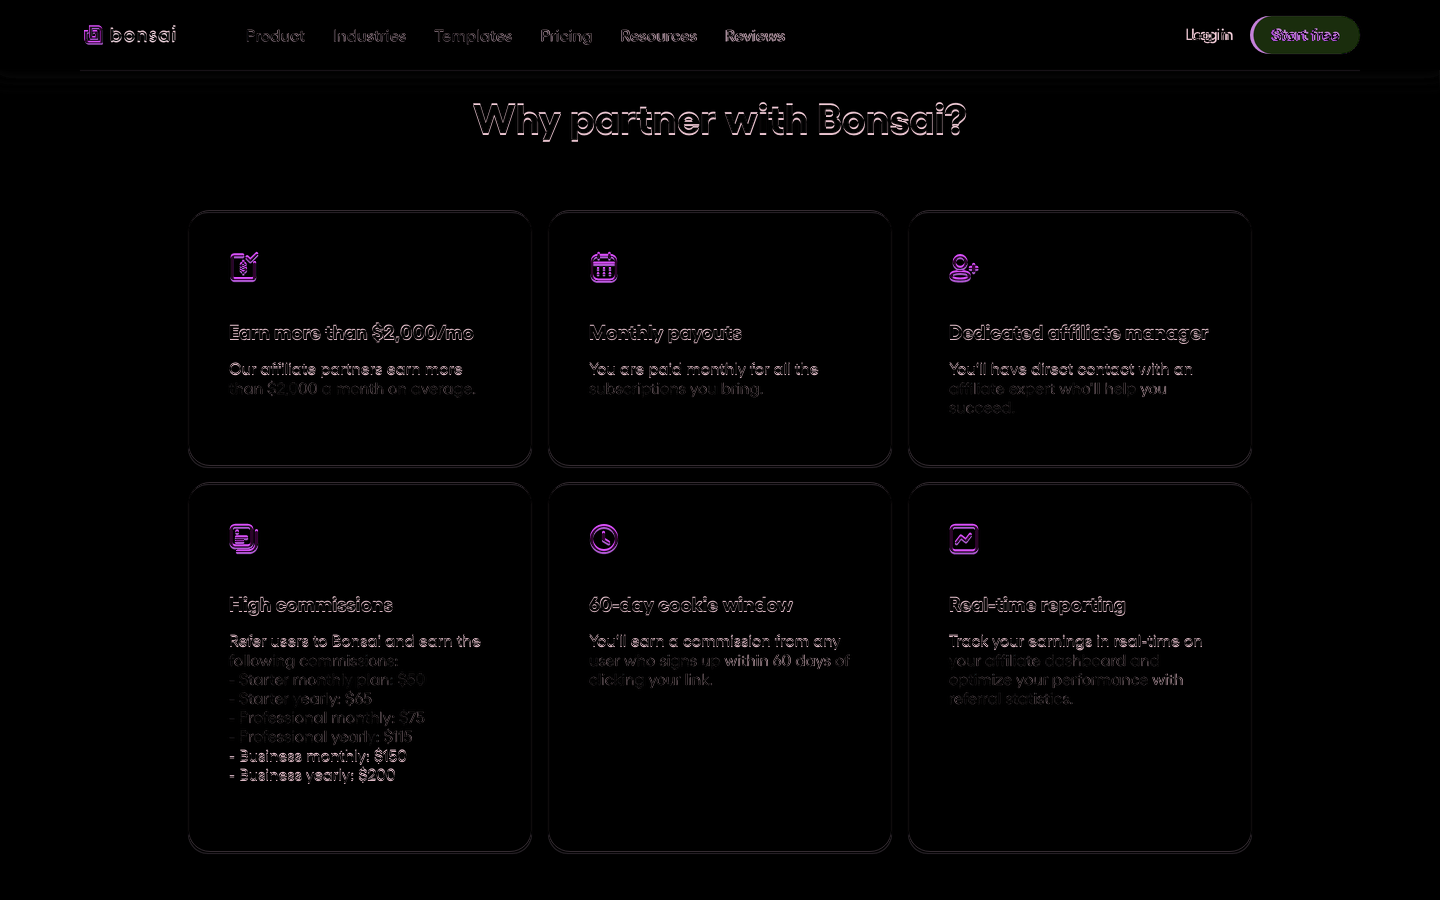 bonsai
Product Industries Templates Pricing Resources Reviews
Log in Start free
Why partner with Bonsai?
Earn more than $2,000/mo
Our affiliate partners earn more
than $2,000 a month on average.
Monthly payouts
You are paid monthly for all the
subscriptions you bring.
Dedicated affiliate manager
You'll have direct contact with an
affiliate expert who'll help you
succeed.
High commissions
Refer users to Bonsai and earn the
following commissions:
- Starter monthly plan: $50
- Starter yearly: $65
- Professional monthly: $75
- Professional yearly: $115
- Business monthly: $150
- Business yearly: $200
60-day cookie window
You'll earn a commission from any
user who signs up within 60 days of
clicking your link.
Real-time reporting
Track your earnings in real-time on
your affiliate dashboard and
optimize your performance with
referral statistics.